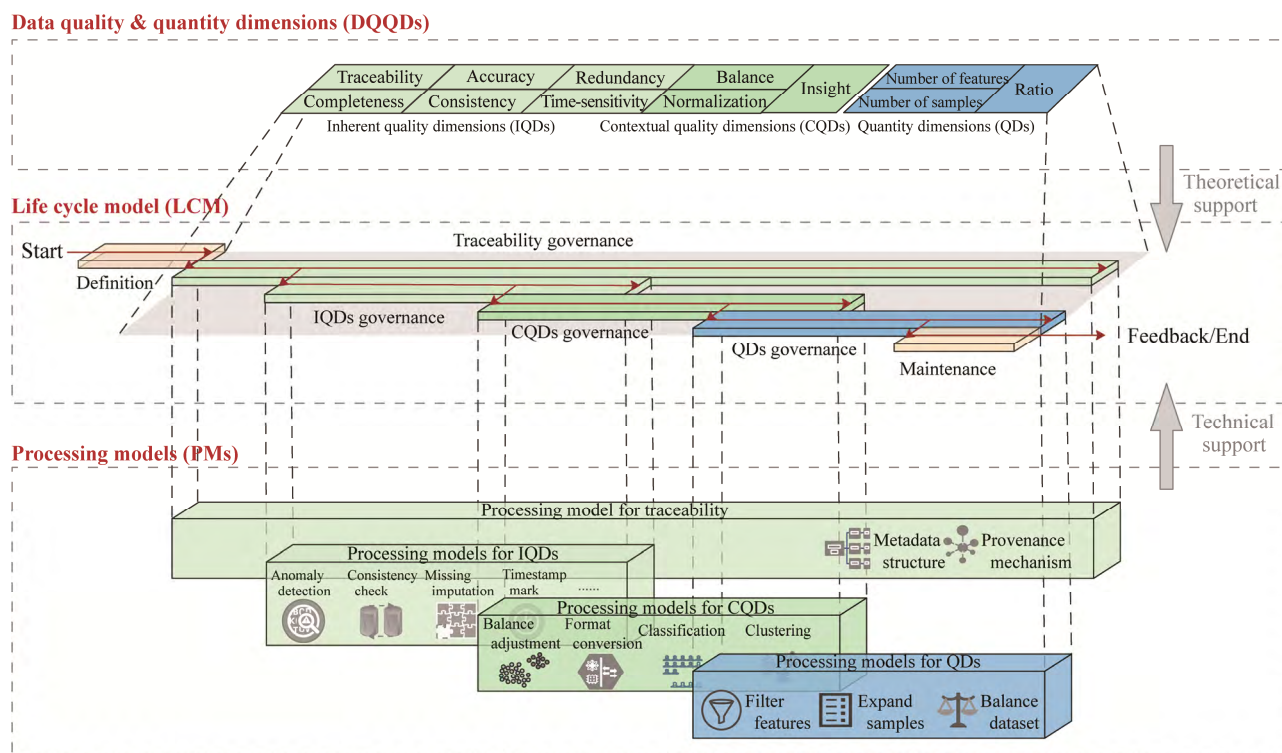 Data quality & quantity dimensions (DQQDs)
Traceability
Accuracy
Redundancy
Balance
Insight
Number of features
Ratio
Completeness
Consistency
Time-sensitivity
Normalization
Number of samples
Inherent quality dimensions (IQDs)
Contextual quality dimensions (CQDs)
Quantity dimensions (QDs)
Theoretical
support
Life cycle model (LCM)
Start
Traceability governance
Definition
IQDs governance
CQDs governance
QDs governance
Feedback/End
Maintenance
Technical
support
Processing models (PMs)
Processing model for traceability
Metadata
structure
Provenance
mechanism
Processing models for IQDs
Anomaly
detection
Consistency
check
Missing
imputation
Timestamp
mark
......
Processing models for CQDs
Balance
adjustment
Format
conversion
Classification
Clustering
Processing models for QDs
Filter
features
Expand
samples
Balance
dataset